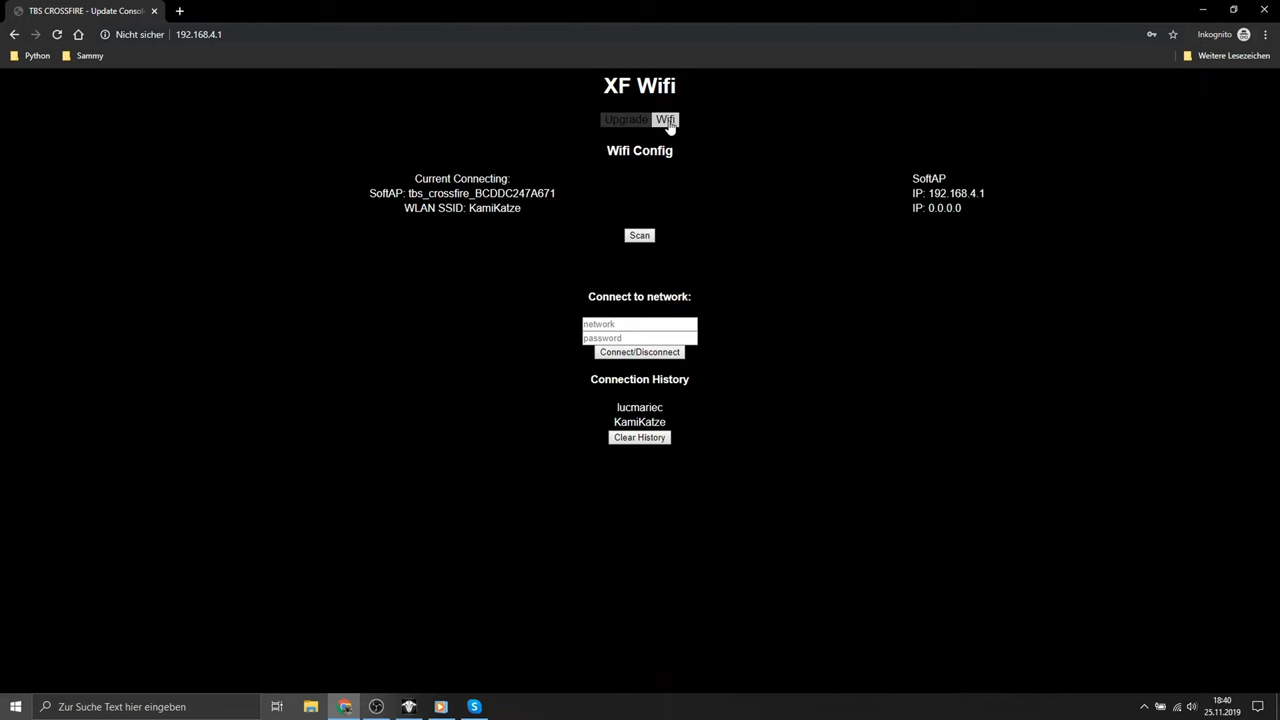 TBS CROSSFIRE - Update Consol
Nicht sicher
192.168.4.1
Inkognito
Python
Sammy
Weitere Lesezeichen
XF Wifi
Upgrade
Wifi
Wifi Config
Current Connecting:
SoftAP: tbs_crossfire_BCDDC247A671
WLAN SSID: KamiKatze
SoftAP
IP: 192.168.4.1
IP: 0.0.0.0
Scan
Connect to network:
network
password
Connect/Disconnect
Connection History
lucmariec
KamiKatze
Clear History
Zur Suche Text hier eingeben
18:40
25.11.2019